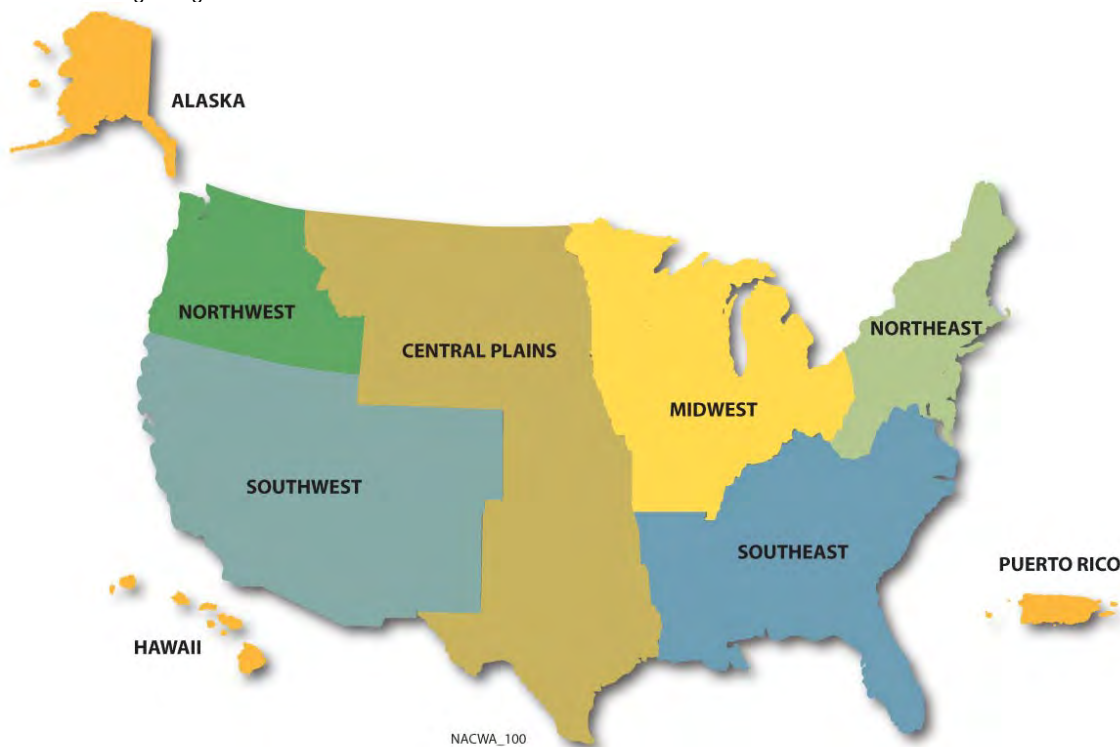 ALASKA
NORTHWEST
NORTHEAST
CENTRAL PLAINS
MIDWEST
SOUTHWEST
SOUTHEAST
PUERTO RICO
HAWAII
NACWA_100